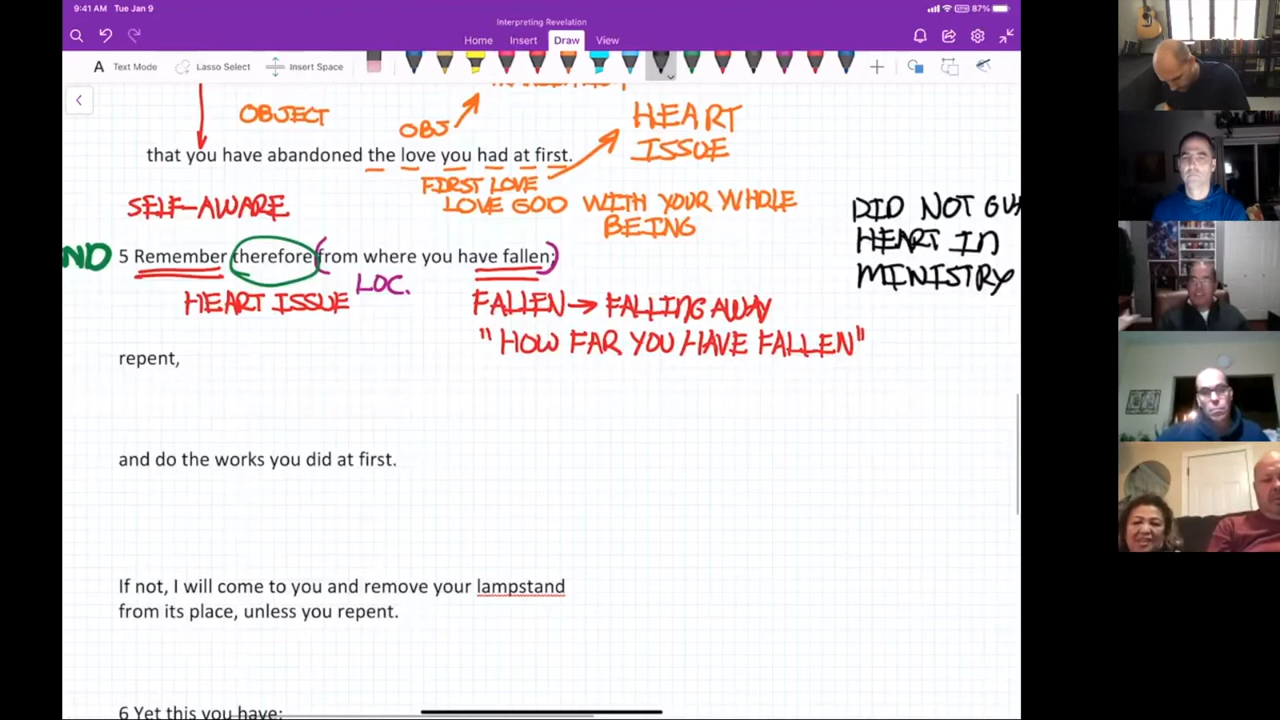 9:41 AM Tue Jan 9
87%
Interpreting Revelation
Home Insert Draw View
Text Mode Lasso Select Insert Space
OBJECT
OBJ
HEART
ISSUE
that you have abandoned the love you had at first.
FIRST LOVE
LOVE GOD WITH YOUR WHOLE
BEING
SELF-AWARE
DID NOT GUA
HEART IN
MINISTRY
ND 5 Remember therefore (from where you have fallen;)
HEART ISSUE
LOC.
FALLEN → FALLING AWAY
"HOW FAR YOU HAVE FALLEN"
repent,
and do the works you did at first.
If not, I will come to you and remove your lampstand
from its place, unless you repent.
6 Yet this you have: